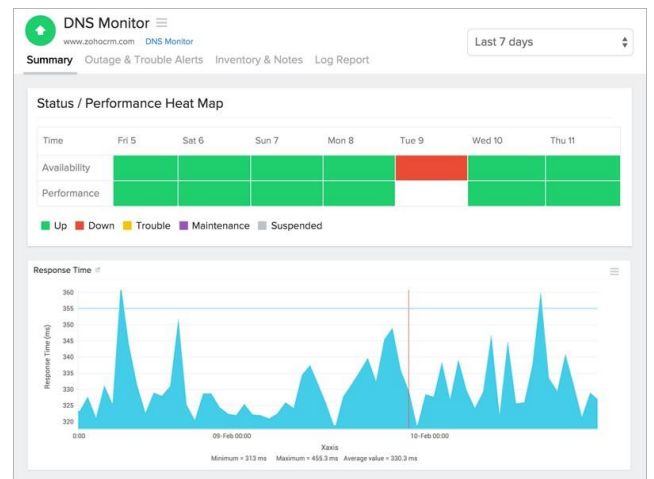 DNS Monitor
www.zohocrm.com DNS Monitor
Last 7 days
Summary Outage & Trouble Alerts Inventory & Notes Log Report
Status / Performance Heat Map
Time Fri 5 Sat 6 Sun 7 Mon 8 Tue 9 Wed 10 Thu 11
Availability
Performance
Up Down Trouble Maintenance Suspended
Response Time
Response Time (ms)
360
355
350
345
340
335
330
325
320
0:00 09-Feb 00:00 10-Feb 00:00
Xaxis
Minimum = 313 ms Maximum = 455.3 ms Average value = 330.3 ms